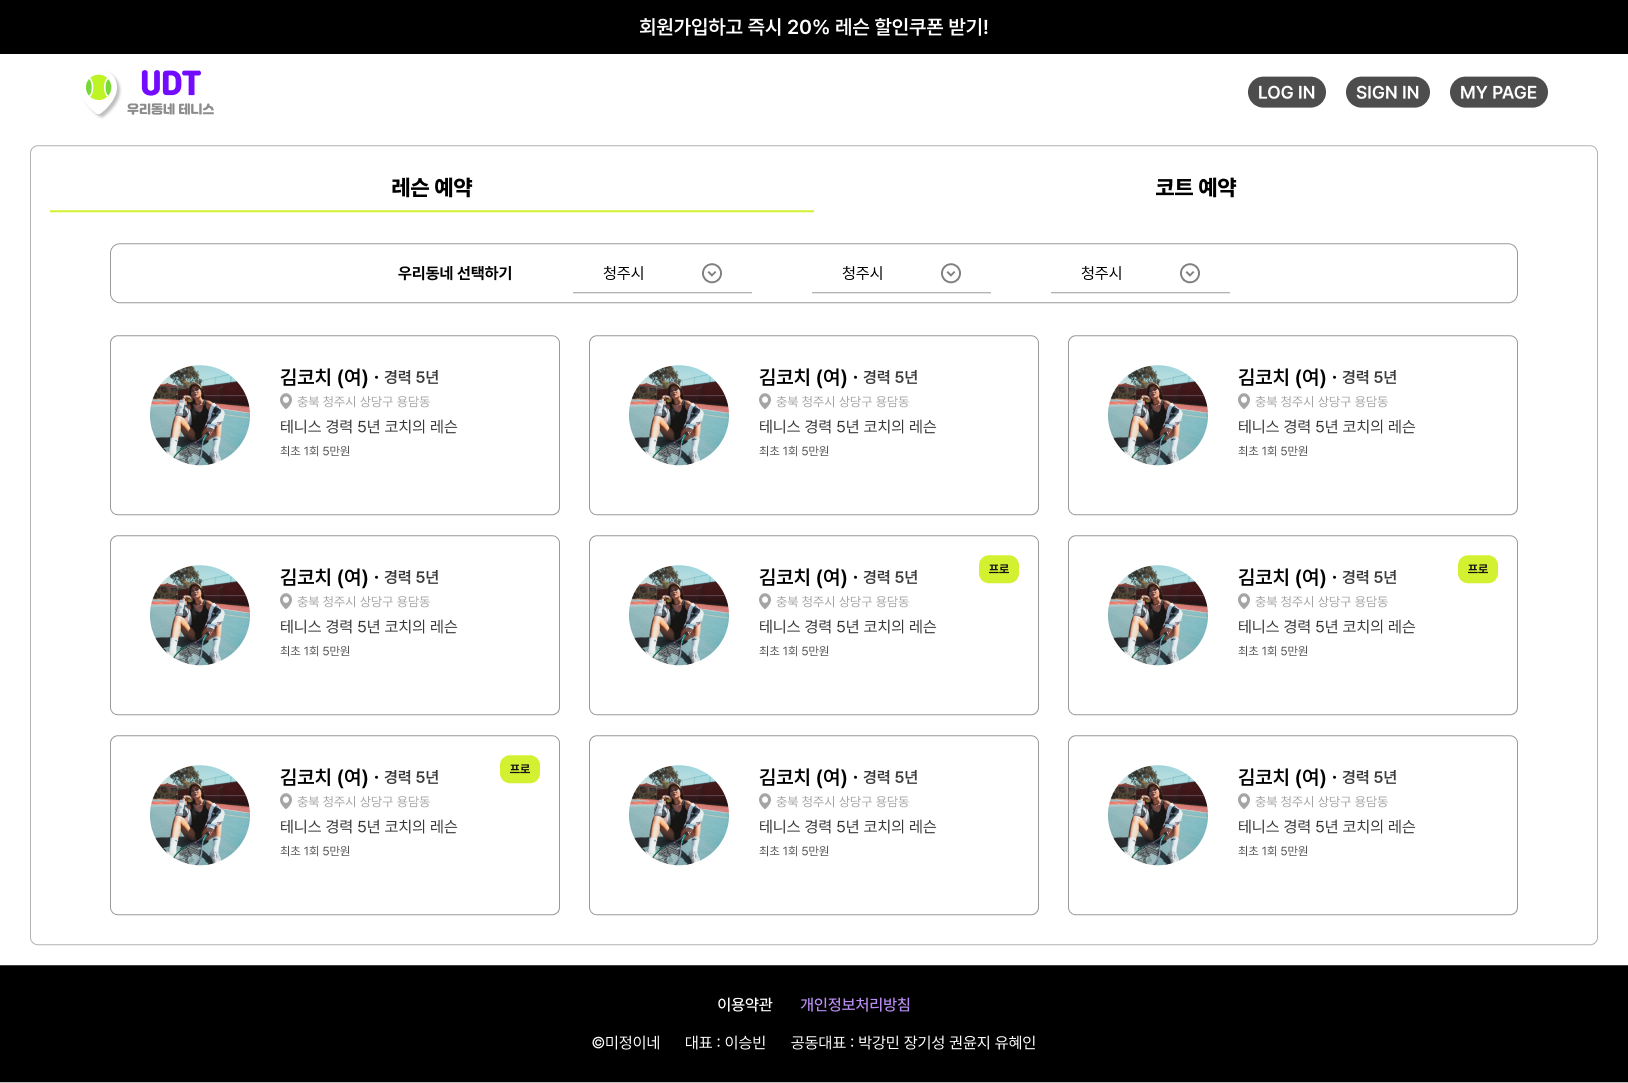 회원가입하고 즉시 20% 레슨 할인쿠폰 받기!
UDT
우리동네 테니스
LOG IN
SIGN IN
MY PAGE
레슨 예약
코트 예약
우리동네 선택하기
청주시
청주시
청주시
김코치 (여) · 경력 5년
충북 청주시 상당구 용담동
테니스 경력 5년 코치의 레슨
최초 1회 5만원
김코치 (여) · 경력 5년
충북 청주시 상당구 용담동
테니스 경력 5년 코치의 레슨
최초 1회 5만원
김코치 (여) · 경력 5년
충북 청주시 상당구 용담동
테니스 경력 5년 코치의 레슨
최초 1회 5만원
김코치 (여) · 경력 5년
충북 청주시 상당구 용담동
테니스 경력 5년 코치의 레슨
최초 1회 5만원
프로
김코치 (여) · 경력 5년
충북 청주시 상당구 용담동
테니스 경력 5년 코치의 레슨
최초 1회 5만원
프로
김코치 (여) · 경력 5년
충북 청주시 상당구 용담동
테니스 경력 5년 코치의 레슨
최초 1회 5만원
프로
김코치 (여) · 경력 5년
충북 청주시 상당구 용담동
테니스 경력 5년 코치의 레슨
최초 1회 5만원
김코치 (여) · 경력 5년
충북 청주시 상당구 용담동
테니스 경력 5년 코치의 레슨
최초 1회 5만원
김코치 (여) · 경력 5년
충북 청주시 상당구 용담동
테니스 경력 5년 코치의 레슨
최초 1회 5만원
이용약관 개인정보처리방침
©미정이네 대표 : 이승빈 공동대표 : 박강민 장기성 권윤지 유혜인